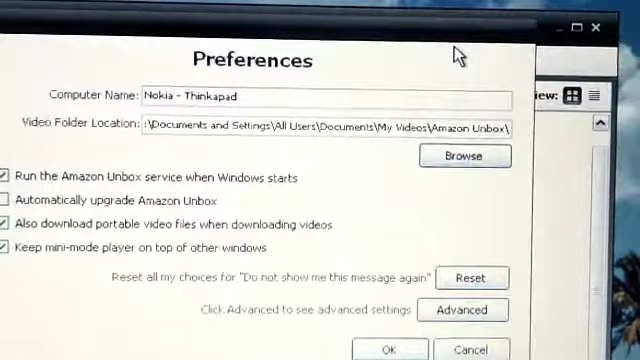 Preferences
Computer Name: Nokia - Thinkapad
Video Folder Location: :\Documents and Settings\All Users\Documents\My Videos\Amazon Unbox\
Browse
iew:
Run the Amazon Unbox service when Windows starts
Automatically upgrade Amazon Unbox
Also download portable video files when downloading videos
Keep mini-mode player on top of other windows
Reset all my choices for "Do not show me this message again" Reset
Click Advanced to see advanced settings Advanced
OK Cancel